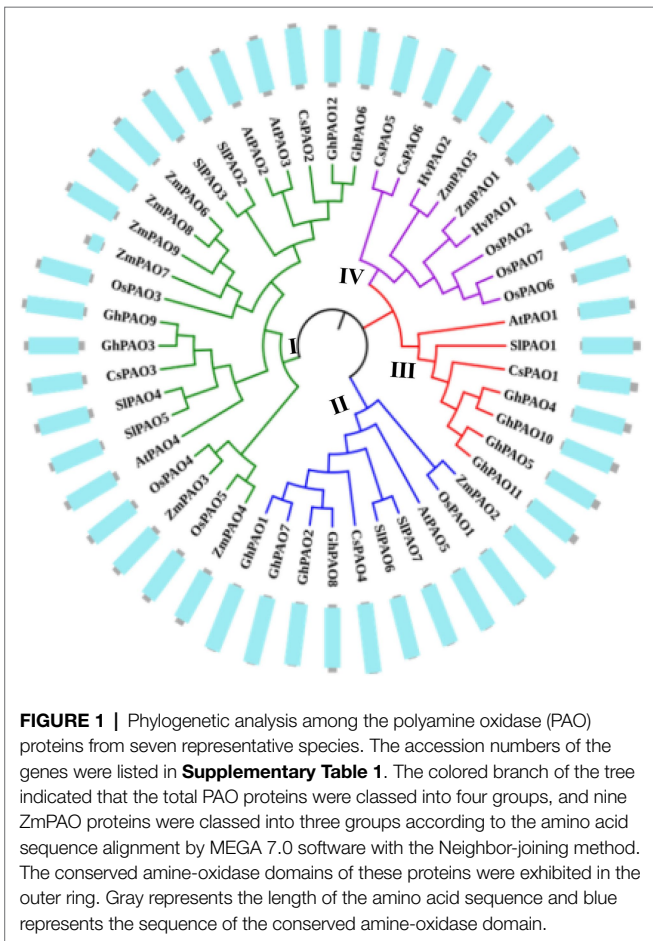 GhPAO12
GhPAO6
CsPAO5
CsPAO6
HvPAO2
ZmPAO5
ZmPAO1
HvPAO1
OsPAO2
OsPAO7
OsPAO6
AtPAO1
SlPAO1
CsPAO1
GhPAO4
GhPAO10
GhPAO5
GhPAO11
ZmPAO2
OsPAO1
AtPAO5
SlPAO7
SlPAO6
CsPAO4
GhPAO8
GhPAO2
GhPAO7
GhPAO1
ZmPAO4
OsPAO5
ZmPAO3
OsPAO4
AtPAO4
SlPAO5
SlPAO4
CsPAO3
GhPAO3
GhPAO9
OsPAO3
ZmPAO7
ZmPAO9
ZmPAO8
ZmPAO6
SlPAO3
SlPAO2
AtPAO2
AtPAO3
CsPAO2
IV
I
III
II
FIGURE 1 | Phylogenetic analysis among the polyamine oxidase (PAO)
proteins from seven representative species. The accession numbers of the
genes were listed in Supplementary Table 1. The colored branch of the tree
indicated that the total PAO proteins were classed into four groups, and nine
ZmPAO proteins were classed into three groups according to the amino acid
sequence alignment by MEGA 7.0 software with the Neighbor-joining method.
The conserved amine-oxidase domains of these proteins were exhibited in the
outer ring. Gray represents the length of the amino acid sequence and blue
represents the sequence of the conserved amine-oxidase domain.